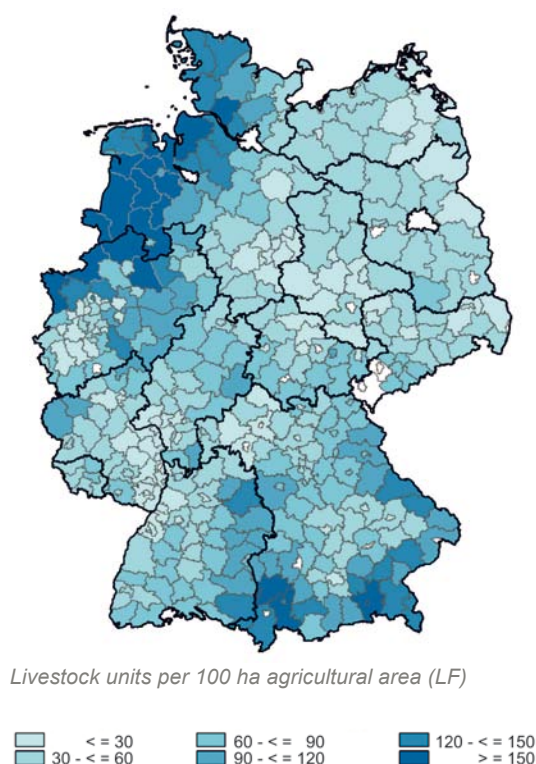 Livestock units per 100 ha agricultural area (LF)
< = 30 60 - < = 90 120 - < = 150
30 - < = 60 90 - < = 120 > = 150